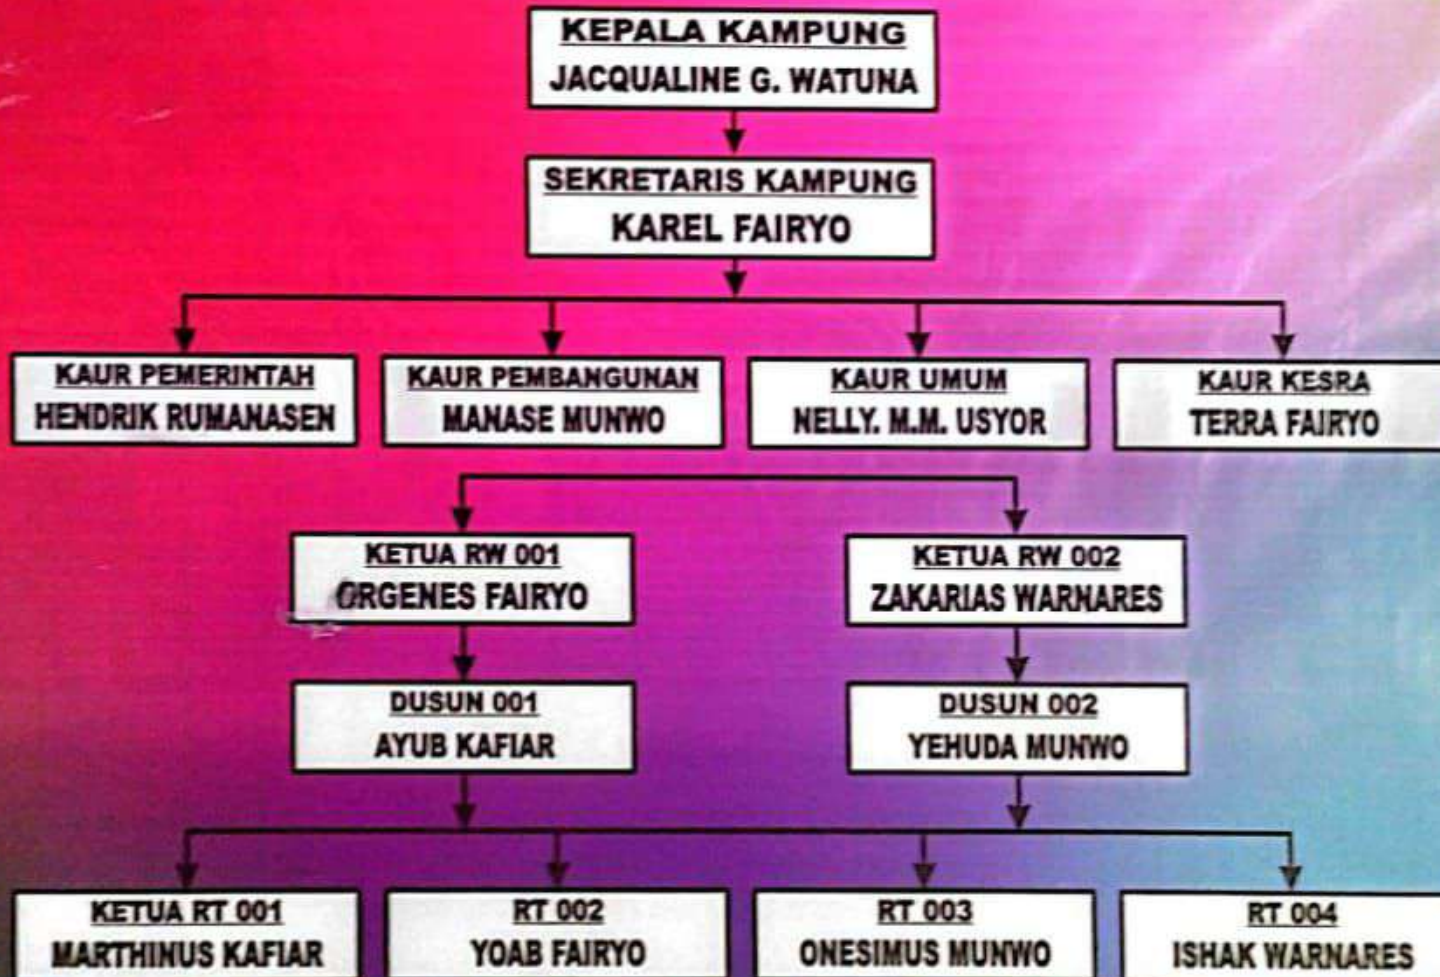 KEPALA KAMPUNG
JACQUALINE G. WATUNA
SEKRETARIS KAMPUNG
KAREL FAIRYO
KAUR PEMERINTAH
HENDRIK RUMANASEN
KAUR PEMBANGUNAN
MANASE MUNWO
KAUR UMUM
NELLY. M.M. USYOR
KAUR KESRA
TERRA FAIRYO
KETUA RW 001
ORGENES FAIRYO
KETUA RW 002
ZAKARIAS WARNARES
DUSUN 001
AYUB KAFIAR
DUSUN 002
YEHUDA MUNWO
KETUA RT 001
MARTHINUS KAFIAR
RT 002
YOAB FAIRYO
RT 003
ONESIMUS MUNWO
RT 004
ISHAK WARNARES